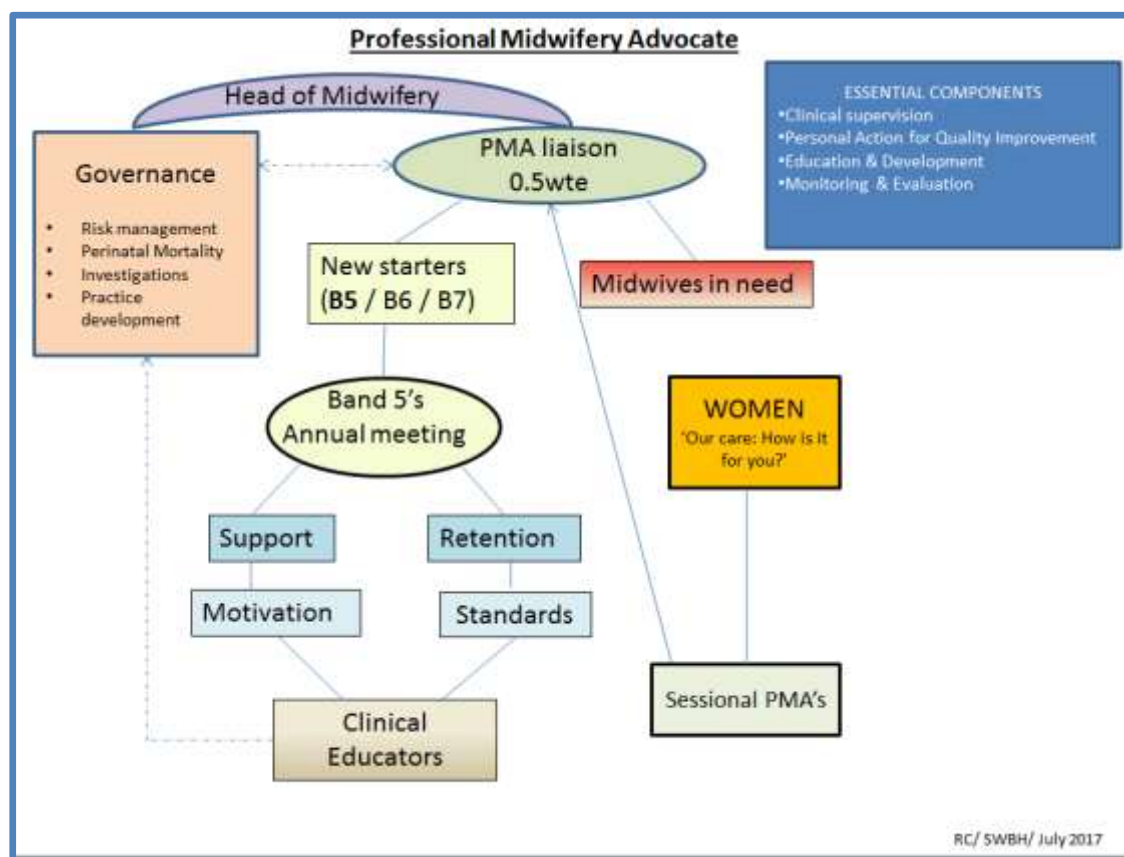 Professional Midwifery Advocate
Head of Midwifery
ESSENTIAL COMPONENTS
•Clinical supervision
•Personal Action for Quality Improvement
•Education & Development
•Monitoring & Evaluation
PMA liaison
0.5wte
Governance
• Risk management
• Perinatal Mortality
• Investigations
• Practice
development
New starters
(B5 / B6 / B7)
Midwives in need
Band 5's
Annual meeting
WOMEN
'Our care: How is it
for you?'
Support
Retention
Motivation
Standards
Sessional PMA's
Clinical
Educators
RC/ SWBH/ July 2017